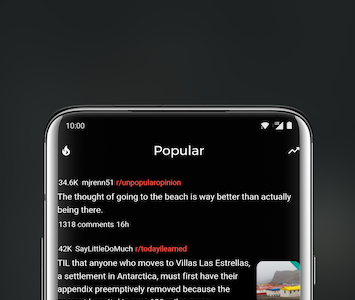 10:00
Popular
34.6K mjrenn51 r/unpopularopinion
The thought of going to the beach is way better than actually
being there.
1318 comments 16h
42K SayLittleDoMuch r/todayilearned
TIL that anyone who moves to Villas Las Estrellas,
a settlement in Antarctica, must first have their
appendix preemptively removed because the